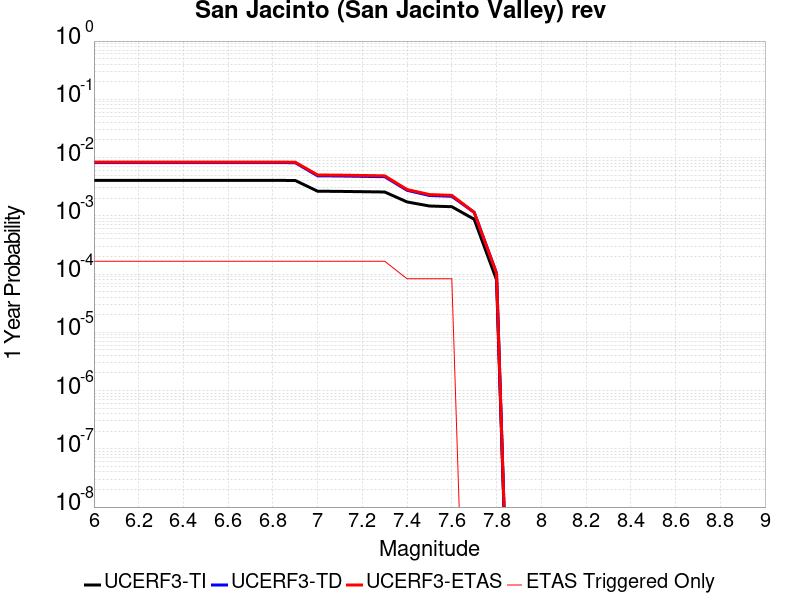 San Jacinto (San Jacinto Valley) rev
10^0
10^-1
10^-2
10^-3
10^-4
10^-5
10^-6
10^-7
10^-8
1 Year Probability
6 6.2 6.4 6.6 6.8 7 7.2 7.4 7.6 7.8 8 8.2 8.4 8.6 8.8 9
Magnitude
UCERF3-TI UCERF3-TD UCERF3-ETAS ETAS Triggered Only